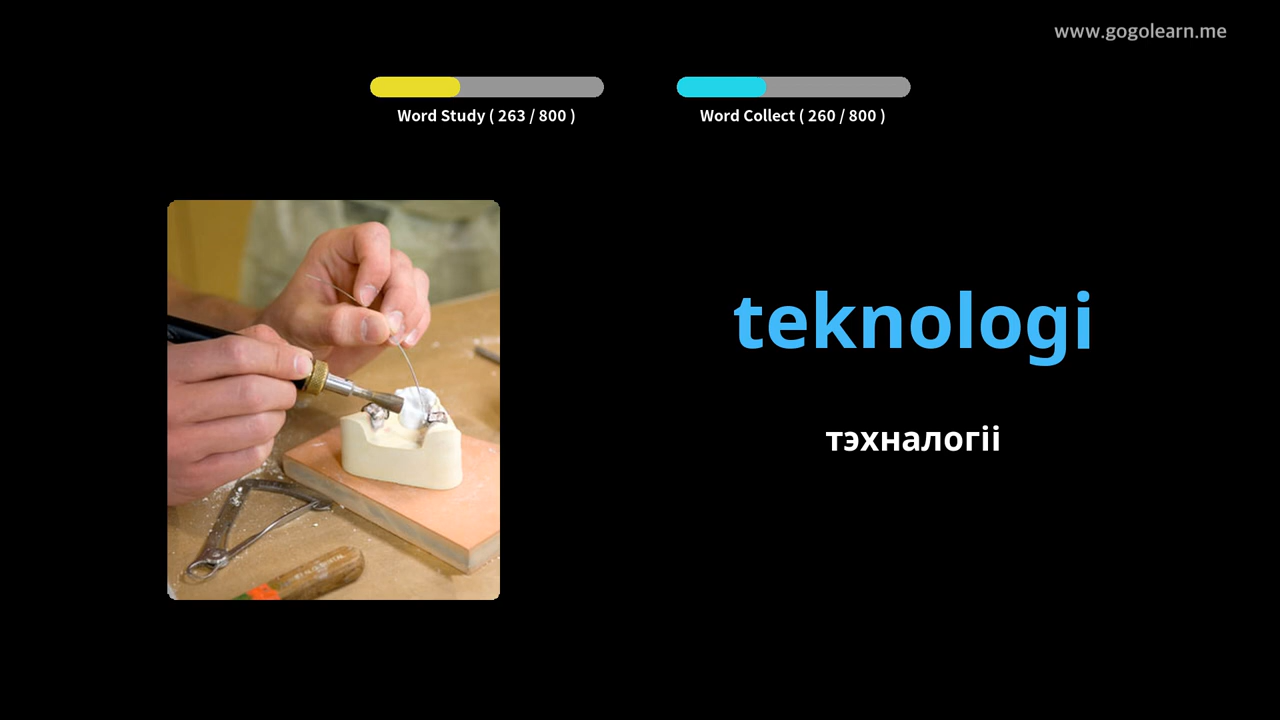 www.gogolearn.me
Word Study ( 263 / 800 )
Word Collect ( 260 / 800 )
teknologi
тэхналогіі